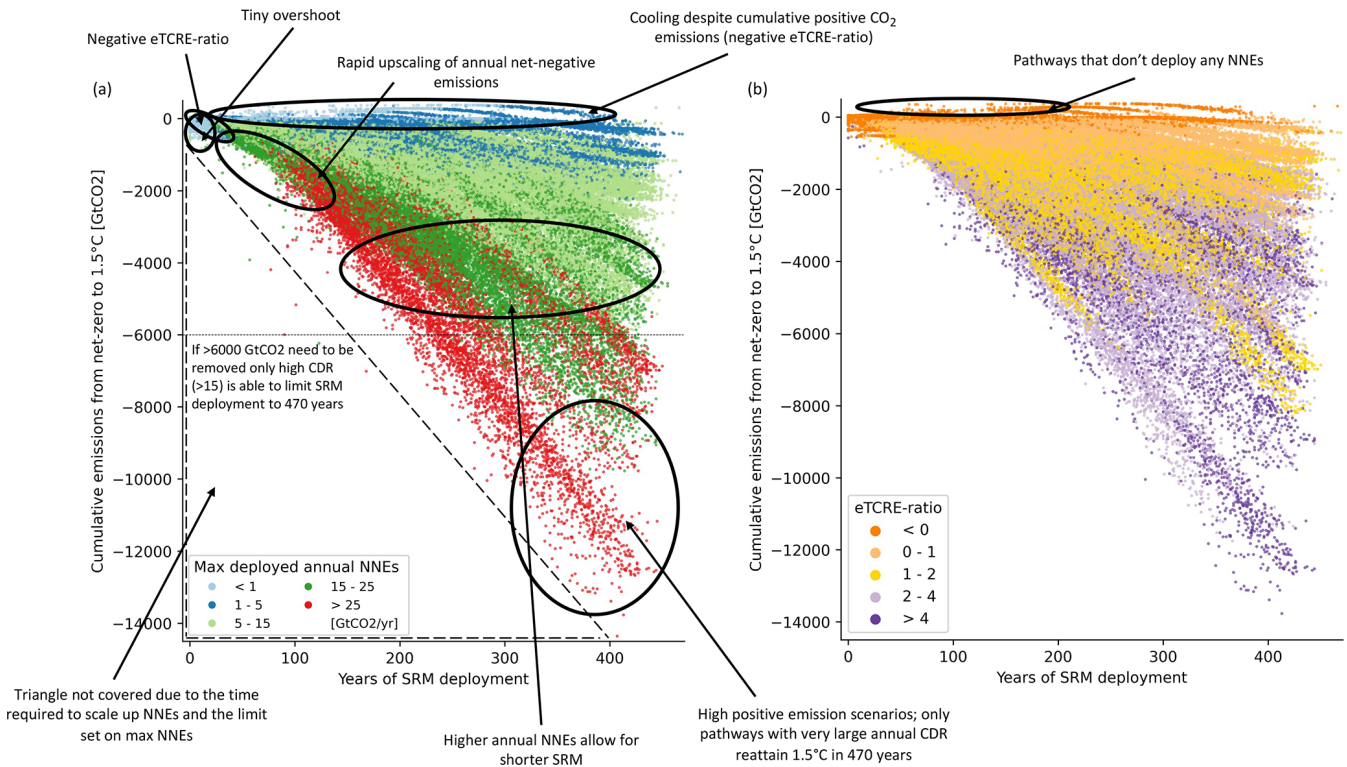 Tiny overshoot
Negative eTCRE-ratio
Cooling despite cumulative positive CO2
emissions (negative eTCRE-ratio)
Rapid upscaling of annual net-negative
emissions
Pathways that don't deploy any NNEs
(a)
0
−2000
−4000
−6000
−8000
−10000
−12000
−14000
Cumulative emissions from net-zero to 1.5°C [GtCO2]
If >6000 GtCO2 need to be
removed only high CDR
(>15) is able to limit SRM
deployment to 470 years
Max deployed annual NNEs
< 1
1 - 5
5 - 15
15 - 25
> 25
[GtCO2/yr]
0
100
200
300
400
Years of SRM deployment
(b)
0
−2000
−4000
−6000
−8000
−10000
−12000
−14000
Cumulative emissions from net-zero to 1.5°C [GtCO2]
eTCRE-ratio
< 0
0 - 1
1 - 2
2 - 4
> 4
0
100
200
300
400
Years of SRM deployment
Triangle not covered due to the time
required to scale up NNEs and the limit
set on max NNEs
Higher annual NNEs allow for
shorter SRM
High positive emission scenarios; only
pathways with very large annual CDR
reattain 1.5°C in 470 years